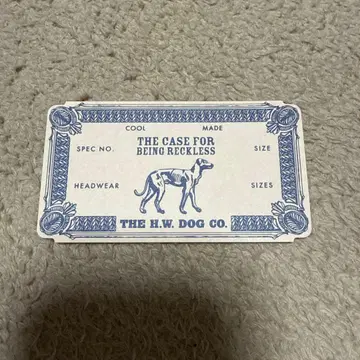 COOL MADE
THE CASE FOR
SPEC NO. BEING RECKLESS SIZE
HEADWEAR SIZES
THE H.W. DOG CO.